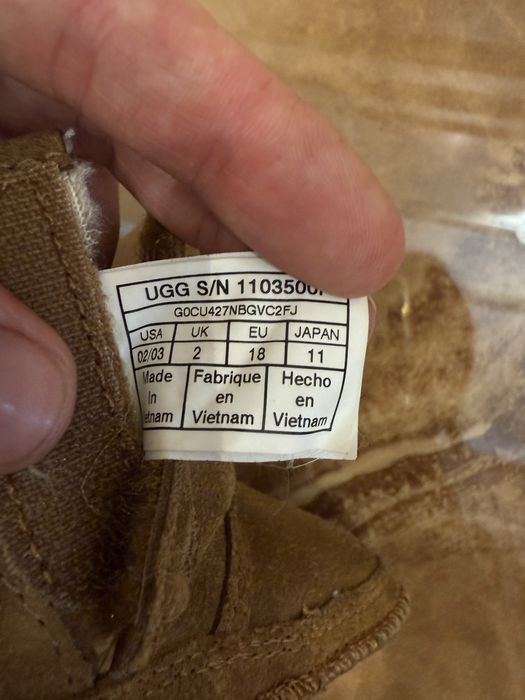 UGG S/N 1103500
G0CU427NBGVC2FJ
USA UK EU JAPAN
02/03 2 18 11
Made Fabrique Hecho
In en en
Vietnam Vietnam